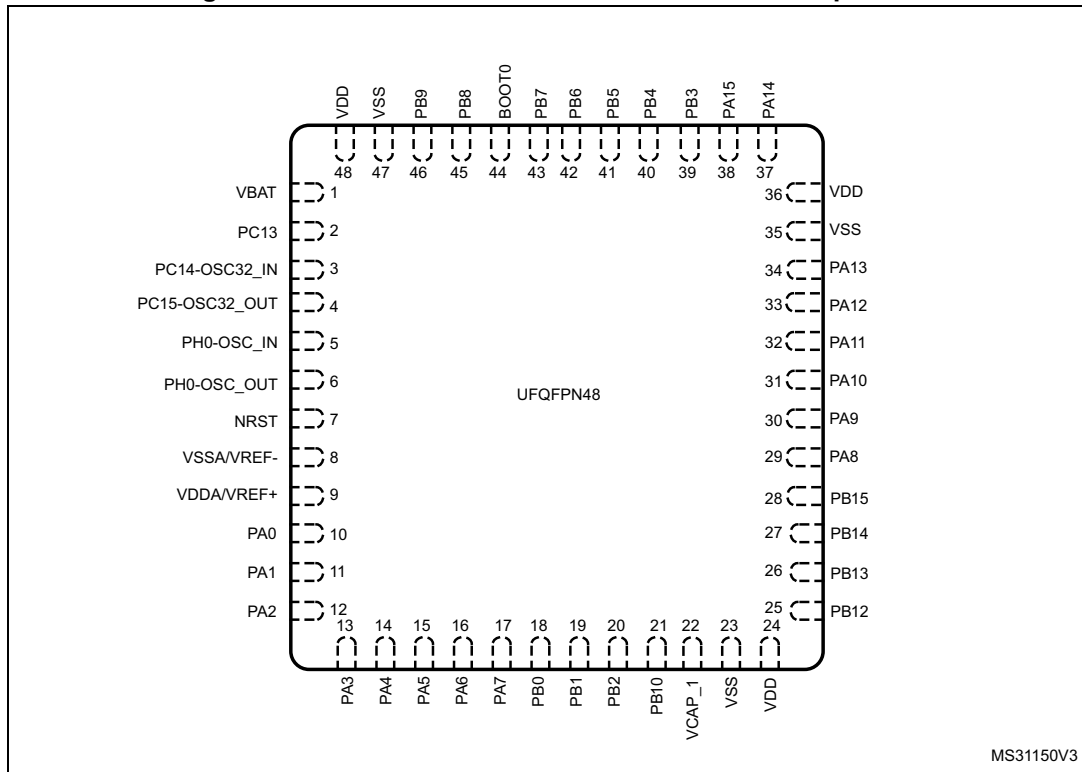 VDD
VSS
PB9
PB8
BOOT0
PB7
PB6
PB5
PB4
PB3
PA15
PA14
48
47
46
45
44
43
42
41
40
39
38
37
VBAT 1
PC13 2
PC14-OSC32_IN 3
PC15-OSC32_OUT 4
PH0-OSC_IN 5
PH0-OSC_OUT 6
NRST 7
VSSA/VREF- 8
VDDA/VREF+ 9
PA0 10
PA1 11
PA2 12
UFQFPN48
36 VDD
35 VSS
34 PA13
33 PA12
32 PA11
31 PA10
30 PA9
29 PA8
28 PB15
27 PB14
26 PB13
25 PB12
13
14
15
16
17
18
19
20
21
22
23
24
PA3
PA4
PA5
PA6
PA7
PB0
PB1
PB2
PB10
VCAP_1
VSS
VDD
MS31150V3